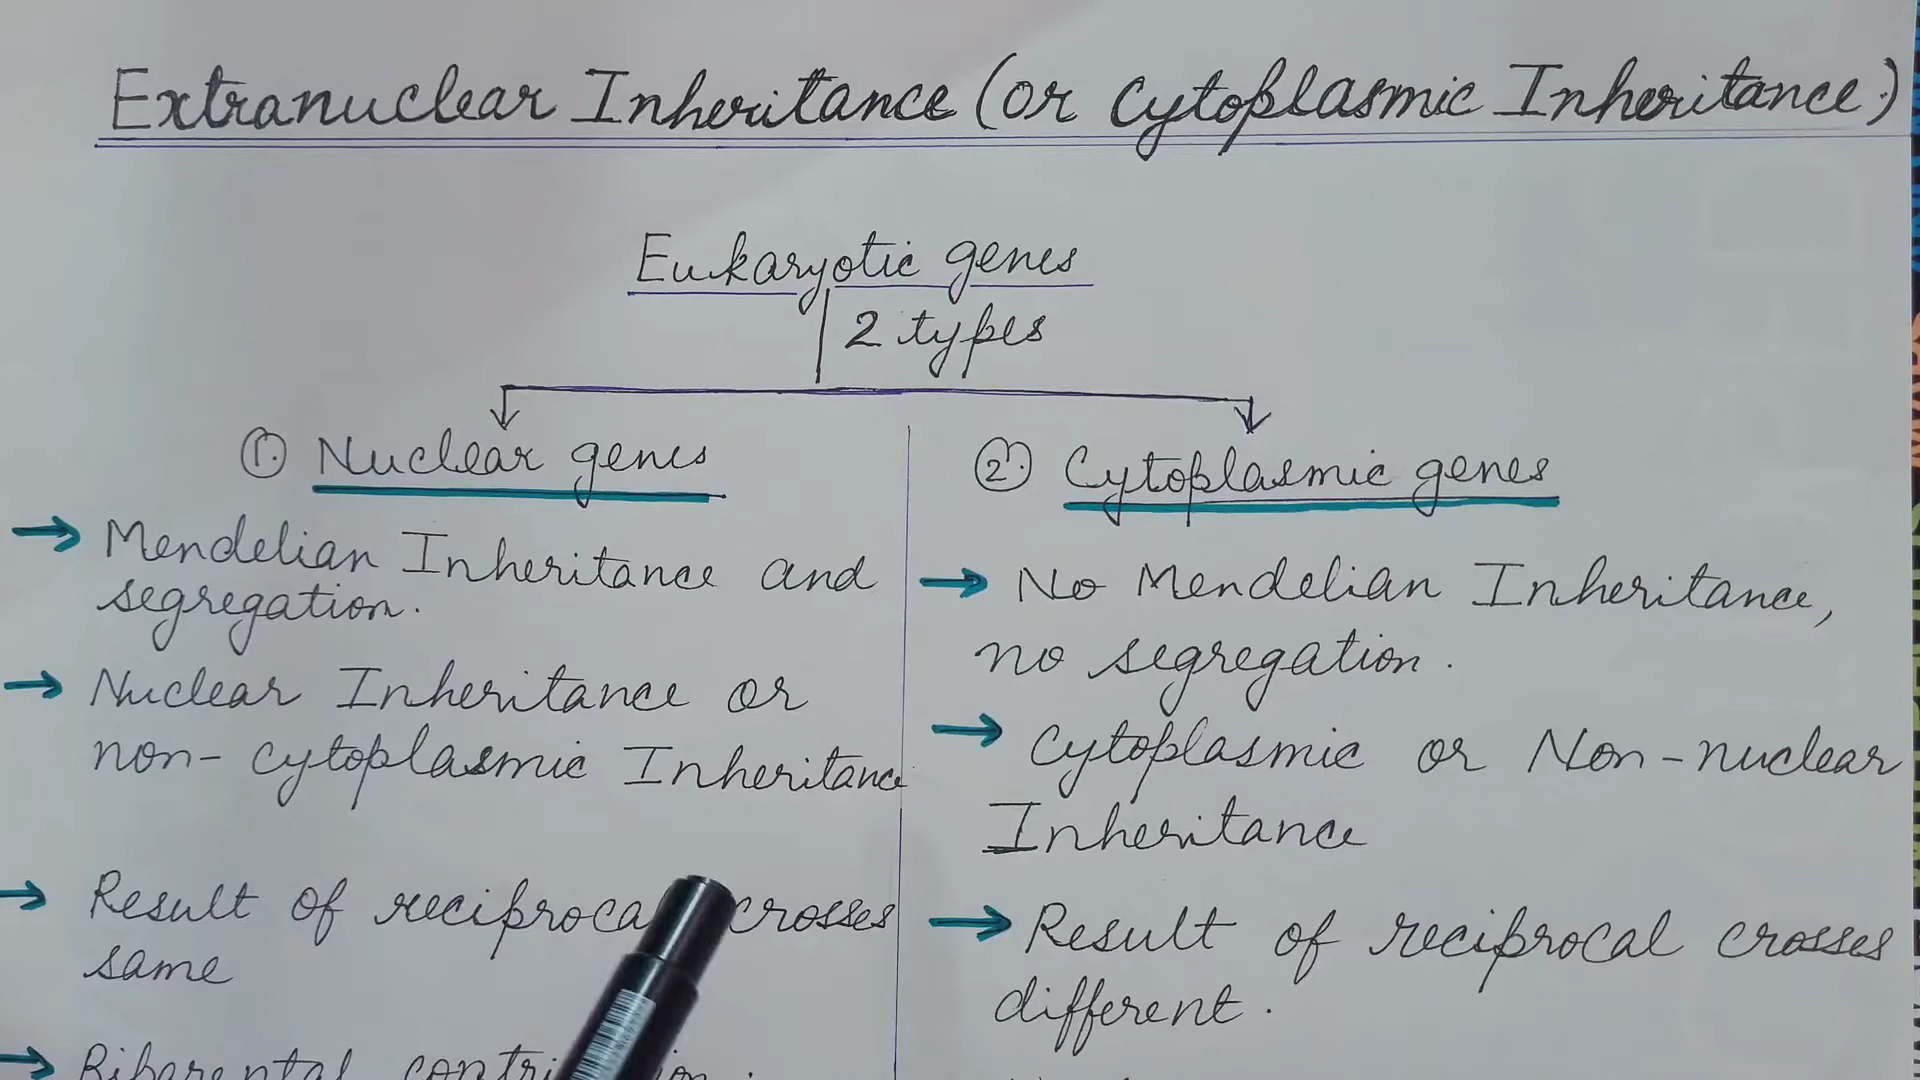 Extranuclear Inheritance (or Cytoplasmic Inheritance.)
Eukaryotic genes
2 types
1. Nuclear genes
→ Mendelian Inheritance and
segregation.
→ Nuclear Inheritance or
non-cytoplasmic Inheritance
→ Result of reciprocal crosses
same
→ Biparental
2. Cytoplasmic genes
→ No Mendelian Inheritance,
no segregation.
→ Cytoplasmic or Non-nuclear
Inheritance
→ Result of reciprocal crosses
different.